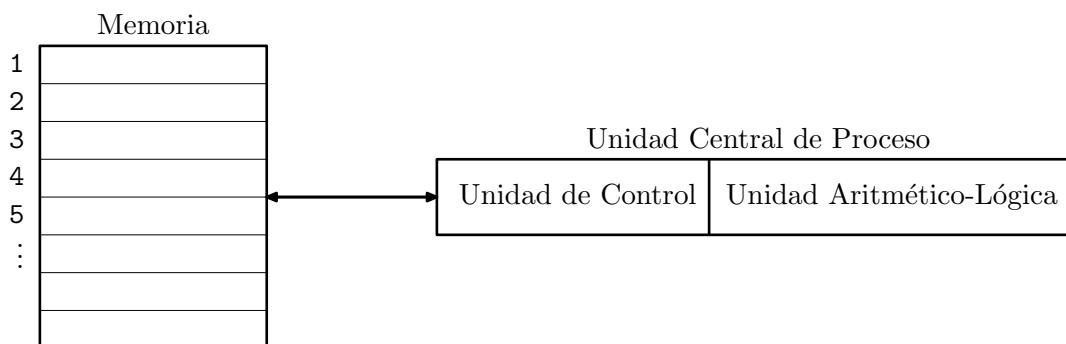 Memoria
1
2
3
4
5
⋮
Unidad Central de Proceso
Unidad de Control
Unidad Aritmético-Lógica